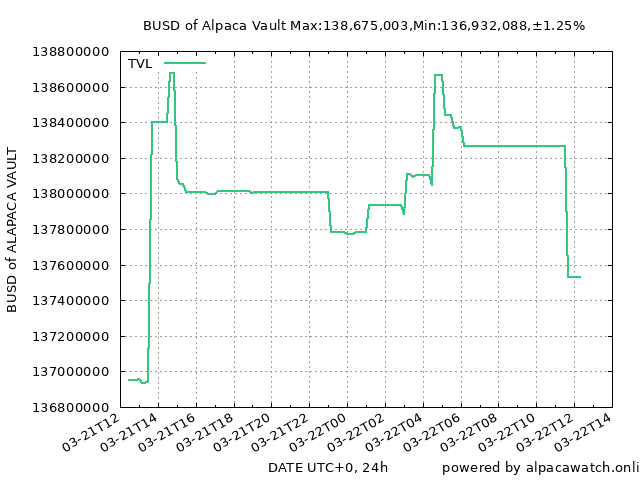 BUSD of Alpaca Vault Max:138,675,003,Min:136,932,088,±1.25%
TVL
BUSD of ALAPACA VAULT
138800000
138600000
138400000
138200000
138000000
137800000
137600000
137400000
137200000
137000000
136800000
03-21T12
03-21T14
03-21T16
03-21T18
03-21T20
03-21T22
03-22T00
03-22T02
03-22T04
03-22T06
03-22T08
03-22T10
03-22T12
03-22T14
DATE UTC+0, 24h
powered by alpacawatch.onli